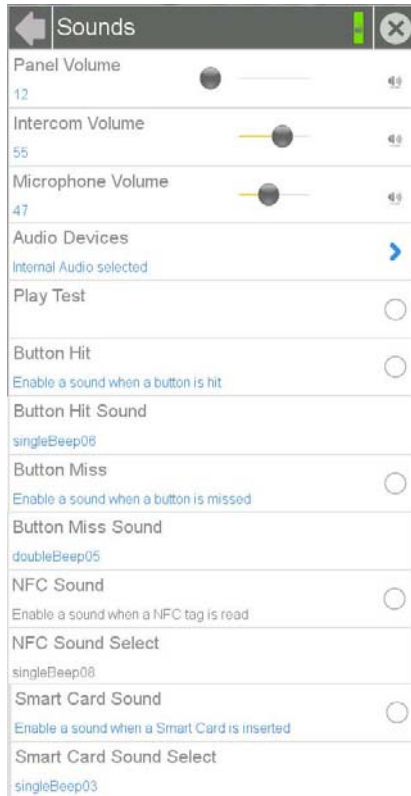 Sounds
Panel Volume
12
Intercom Volume
55
Microphone Volume
47
Audio Devices
Internal Audio selected
Play Test
Button Hit
Enable a sound when a button is hit
Button Hit Sound
singleBeep06
Button Miss
Enable a sound when a button is missed
Button Miss Sound
doubleBeep05
NFC Sound
Enable a sound when a NFC tag is read
NFC Sound Select
singleBeep08
Smart Card Sound
Enable a sound when a Smart Card is inserted
Smart Card Sound Select
singleBeep03